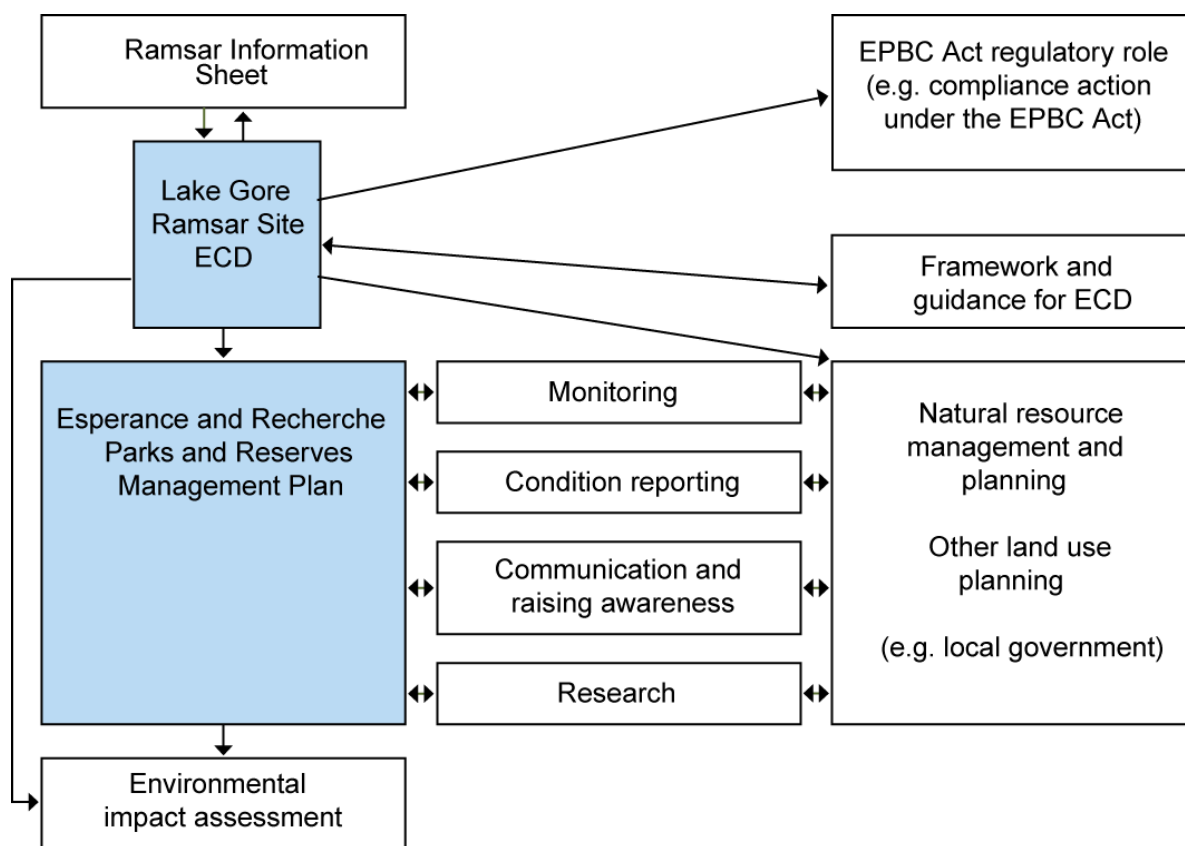 Ramsar Information
Sheet
EPBC Act regulatory role
(e.g. compliance action
under the EPBC Act)
Lake Gore
Ramsar Site
ECD
Framework and
guidance for ECD
Esperance and Recherche
Parks and Reserves
Management Plan
Monitoring
Condition reporting
Communication and
raising awareness
Research
Natural resource
management and
planning
Other land use
planning
(e.g. local government)
Environmental
impact assessment